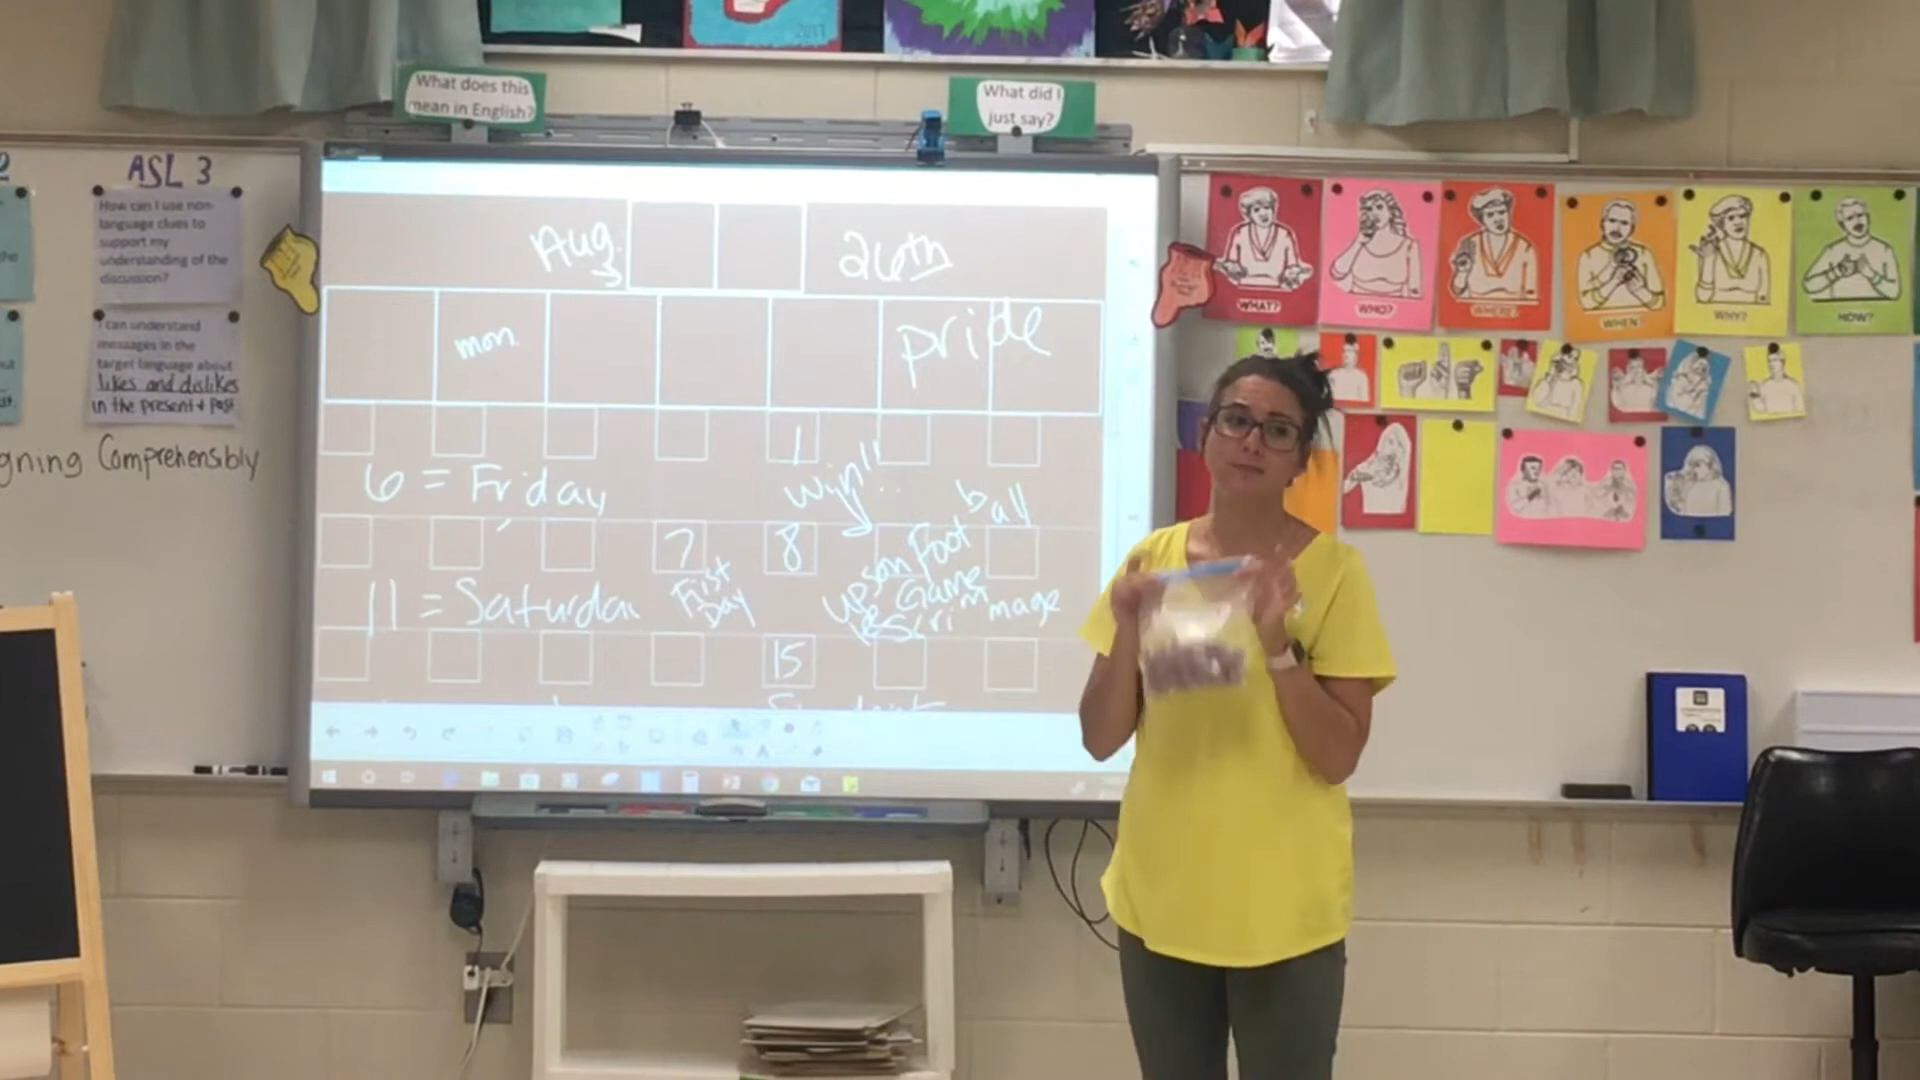 What does this
mean in English?
What did I
just say?
ASL 3
How can I use non-
language clues to
support my
understanding of the
discussion?
I can understand
messages in the
target language about
likes and dislikes
in the present + past
gning Comprehensibly
Aug.
3
26th
mon.
pride
1
6 = Friday
Win!!
7
8
First
Day
Foot
ball
Game
11 = Saturda
15
WHAT?
WHO?
WHERE?
WHEN?
WHY?
HOW?
2017